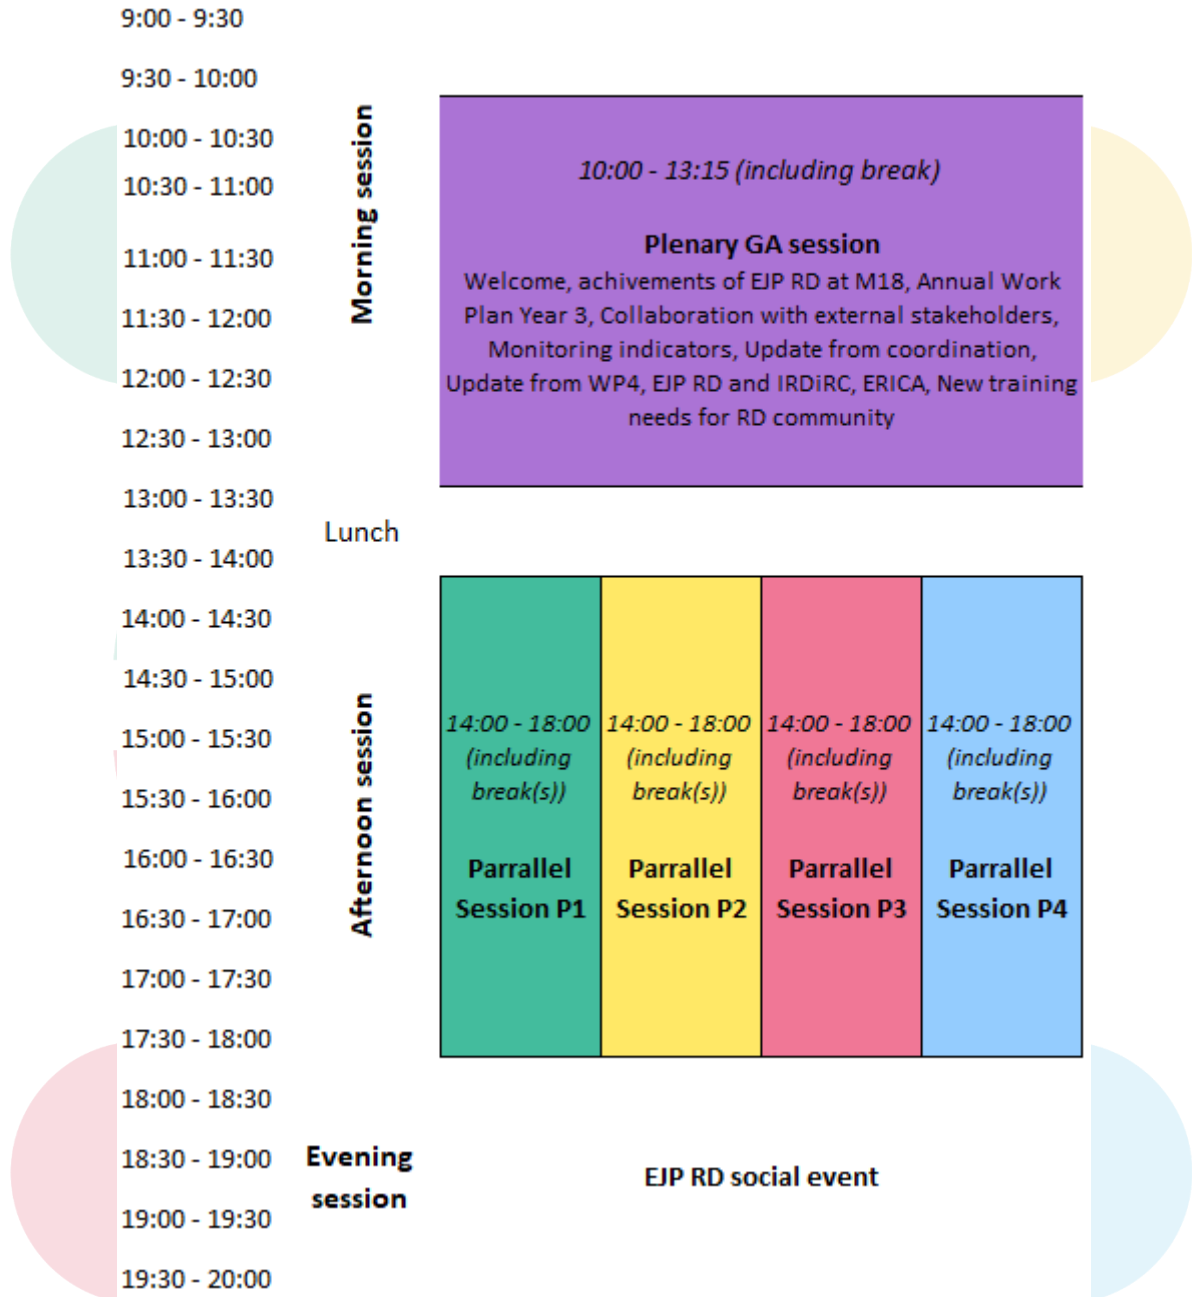 9:00 - 9:30
9:30 - 10:00
10:00 - 10:30
10:30 - 11:00
11:00 - 11:30
11:30 - 12:00
12:00 - 12:30
12:30 - 13:00
13:00 - 13:30
13:30 - 14:00
14:00 - 14:30
14:30 - 15:00
15:00 - 15:30
15:30 - 16:00
16:00 - 16:30
16:30 - 17:00
17:00 - 17:30
17:30 - 18:00
18:00 - 18:30
18:30 - 19:00
19:00 - 19:30
19:30 - 20:00
Morning session
10:00 - 13:15 (including break)
Plenary GA session
Welcome, achivements of EJP RD at M18, Annual Work
Plan Year 3, Collaboration with external stakeholders,
Monitoring indicators, Update from coordination,
Update from WP4, EJP RD and IRDiRC, ERICA, New training
needs for RD community
Lunch
Afternoon session
14:00 - 18:00
(including
break(s))
Parrallel
Session P1
14:00 - 18:00
(including
break(s))
Parrallel
Session P2
14:00 - 18:00
(including
break(s))
Parrallel
Session P3
14:00 - 18:00
(including
break(s))
Parrallel
Session P4
Evening
session
EJP RD social event